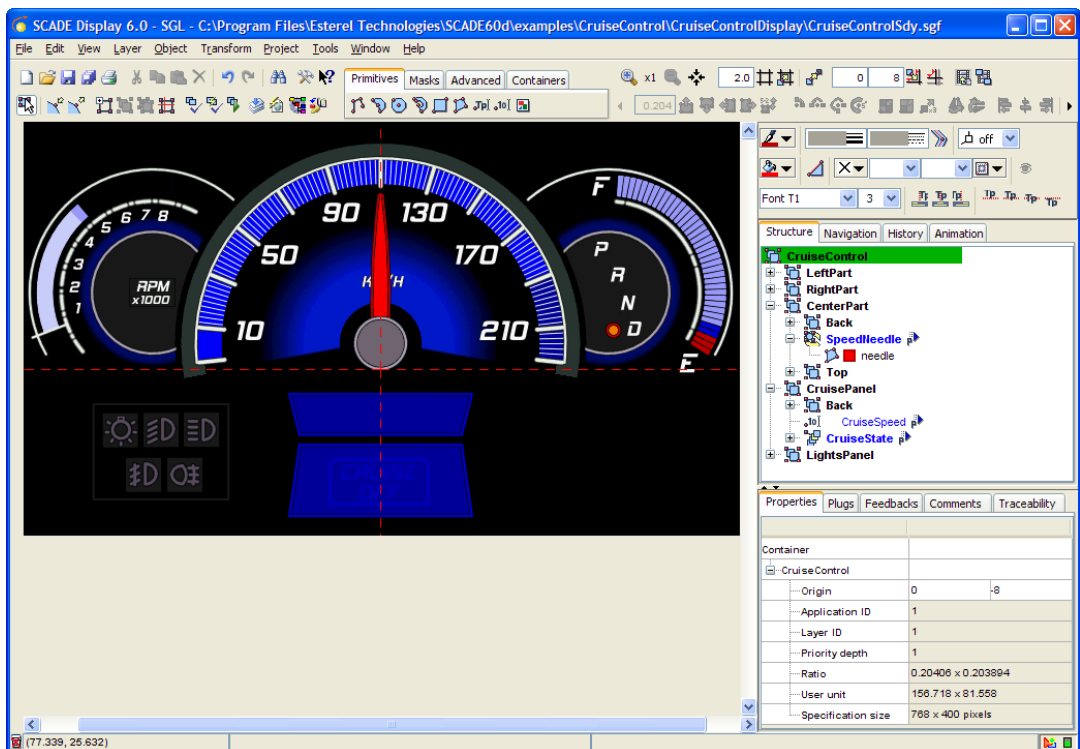 SCADE Display 6.0 - SGL - C:\Program Files\Esterel Technologies\SCADE60d\examples\CruiseControl\CruiseControlDisplay\CruiseControlSdy.sgf
File Edit View Layer Object Transform Project Tools Window Help
Primitives Masks Advanced Containers
x1 2.0 0 8
0.204
off
Font T1 3
Structure Navigation History Animation
CruiseControl
LeftPart
RightPart
CenterPart
Back
SpeedNeedle
needle
Top
CruisePanel
Back
CruiseSpeed
CruiseState
LightsPanel
1 2 3 4 5 6 7 8
RPM
x1000
10 50 90 130 170 210
F
P
R
N
D
E
CRUISE
Properties Plugs Feedbacks Comments Traceability
Container
CruiseControl
Origin 0 -8
Application ID 1
Layer ID 1
Priority depth 1
Ratio 0.20406 x 0.203894
User unit 156.718 x 81.558
Specification size 768 x 400 pixels
(77.339, 25.632)